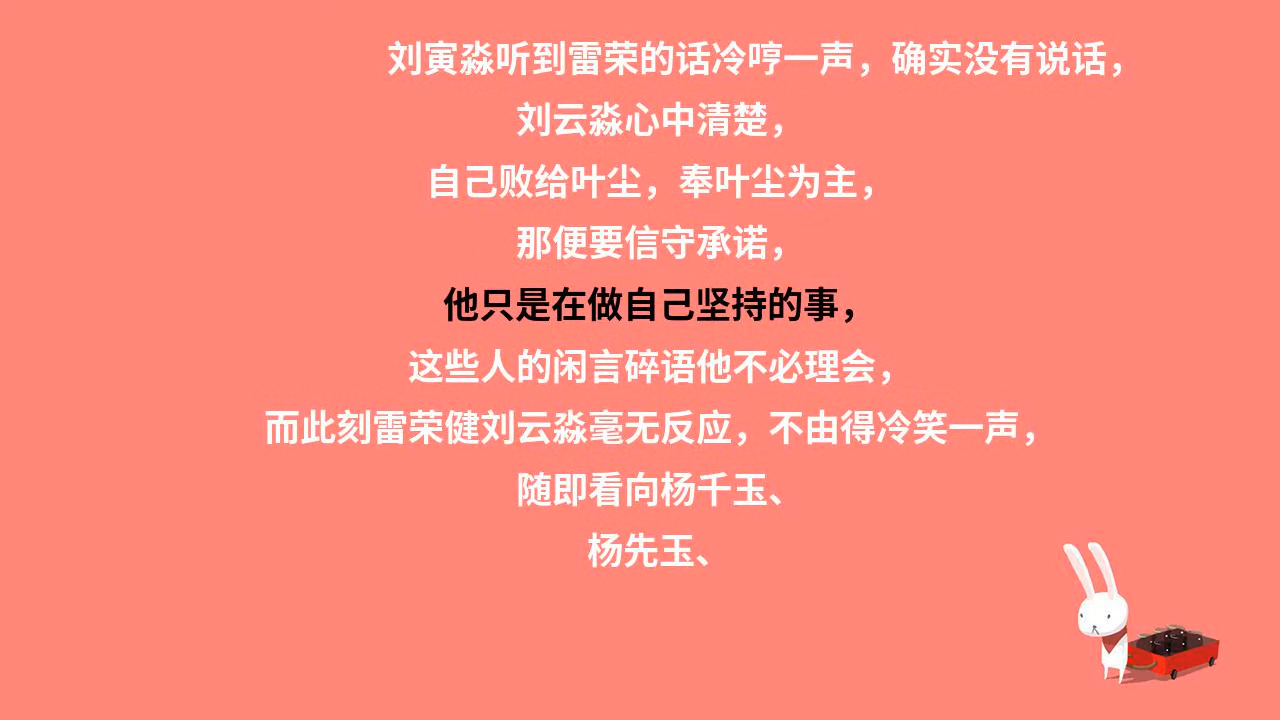 刘寅淼听到雷荣的话冷哼一声，确实没有说话，
刘云淼心中清楚，
自己败给叶尘，奉叶尘为主，
那便要信守承诺，
他只是在做自己坚持的事，
这些人的闲言碎语他不必理会，
而此刻雷荣健刘云淼毫无反应，不由得冷笑一声，
随即看向杨千玉、
杨先玉、